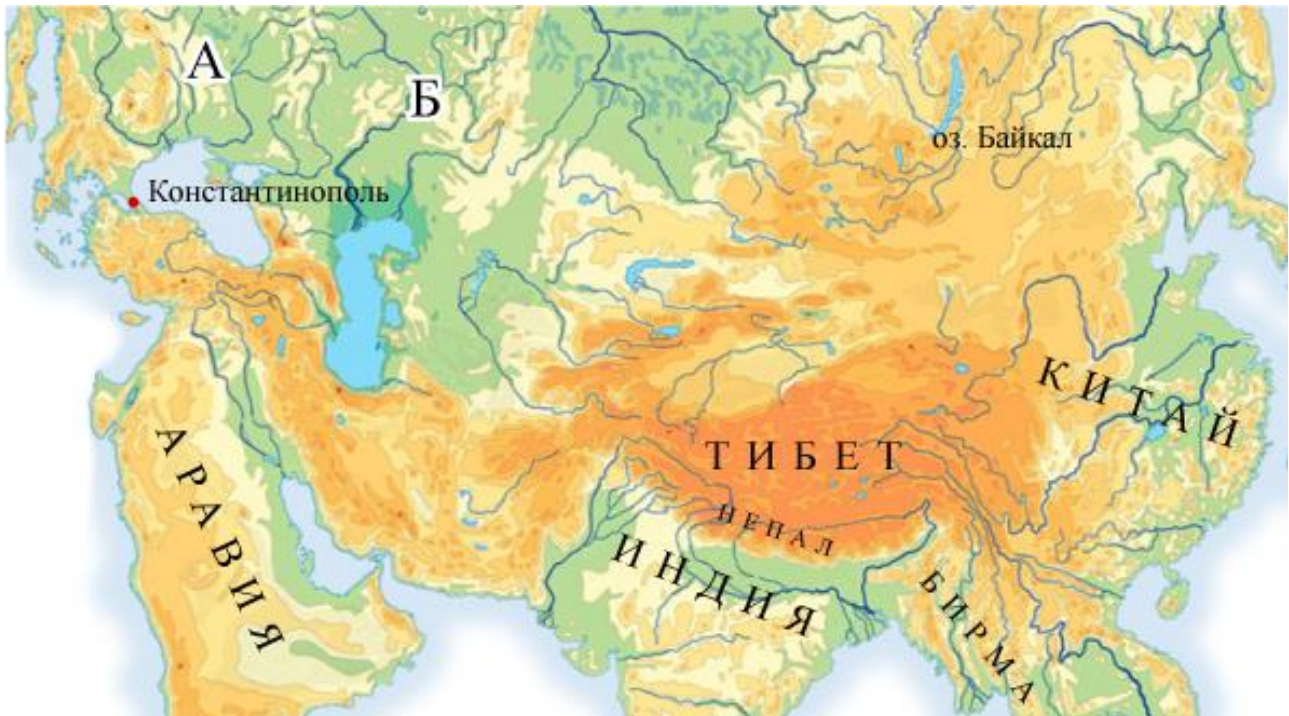 А
Б
оз. Байкал
Константинополь
КИТАЙ
ТИБЕТ
АРАВИЯ
НЕПАЛ
ИНДИЯ
БИРМА